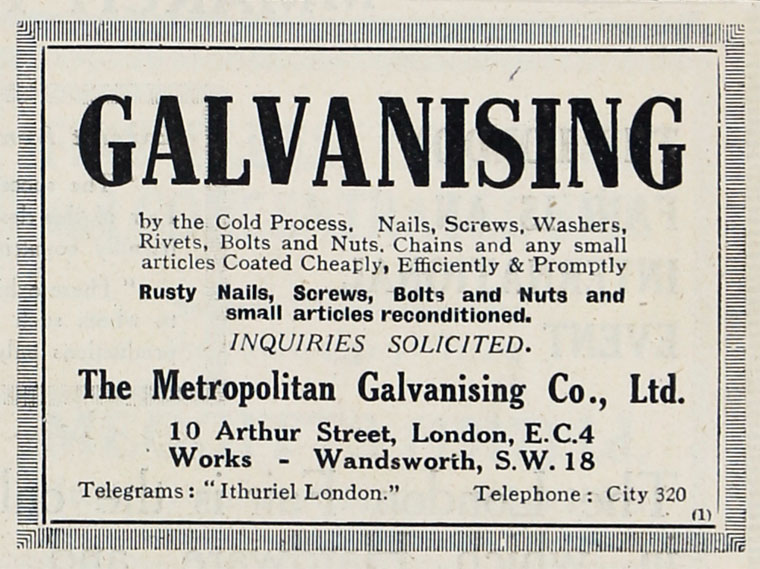 GALVANISING
by the Cold Process. Nails, Screws, Washers,
Rivets, Bolts and Nuts. Chains and any small
articles Coated Cheaply, Efficiently & Promptly
Rusty Nails, Screws, Bolts and Nuts and
small articles reconditioned.
INQUIRIES SOLICITED.
The Metropolitan Galvanising Co., Ltd.
10 Arthur Street, London, E.C.4
Works - Wandsworth, S.W. 18
Telegrams: "Ithuriel London." Telephone: City 320
(1)